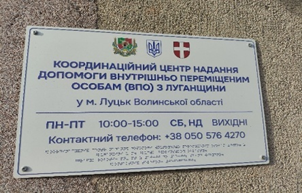 КООРДИНАЦІЙНИЙ ЦЕНТР НАДАННЯ
ДОПОМОГИ ВНУТРІШНЬО ПЕРЕМІЩЕНИМ
ОСОБАМ (ВПО) З ЛУГАНЩИНИ
у м. Луцьк Волинської області
ПН-ПТ 10:00-15:00 СБ, НД ВИХІДНІ
Контактний телефон: +38 050 576 4270